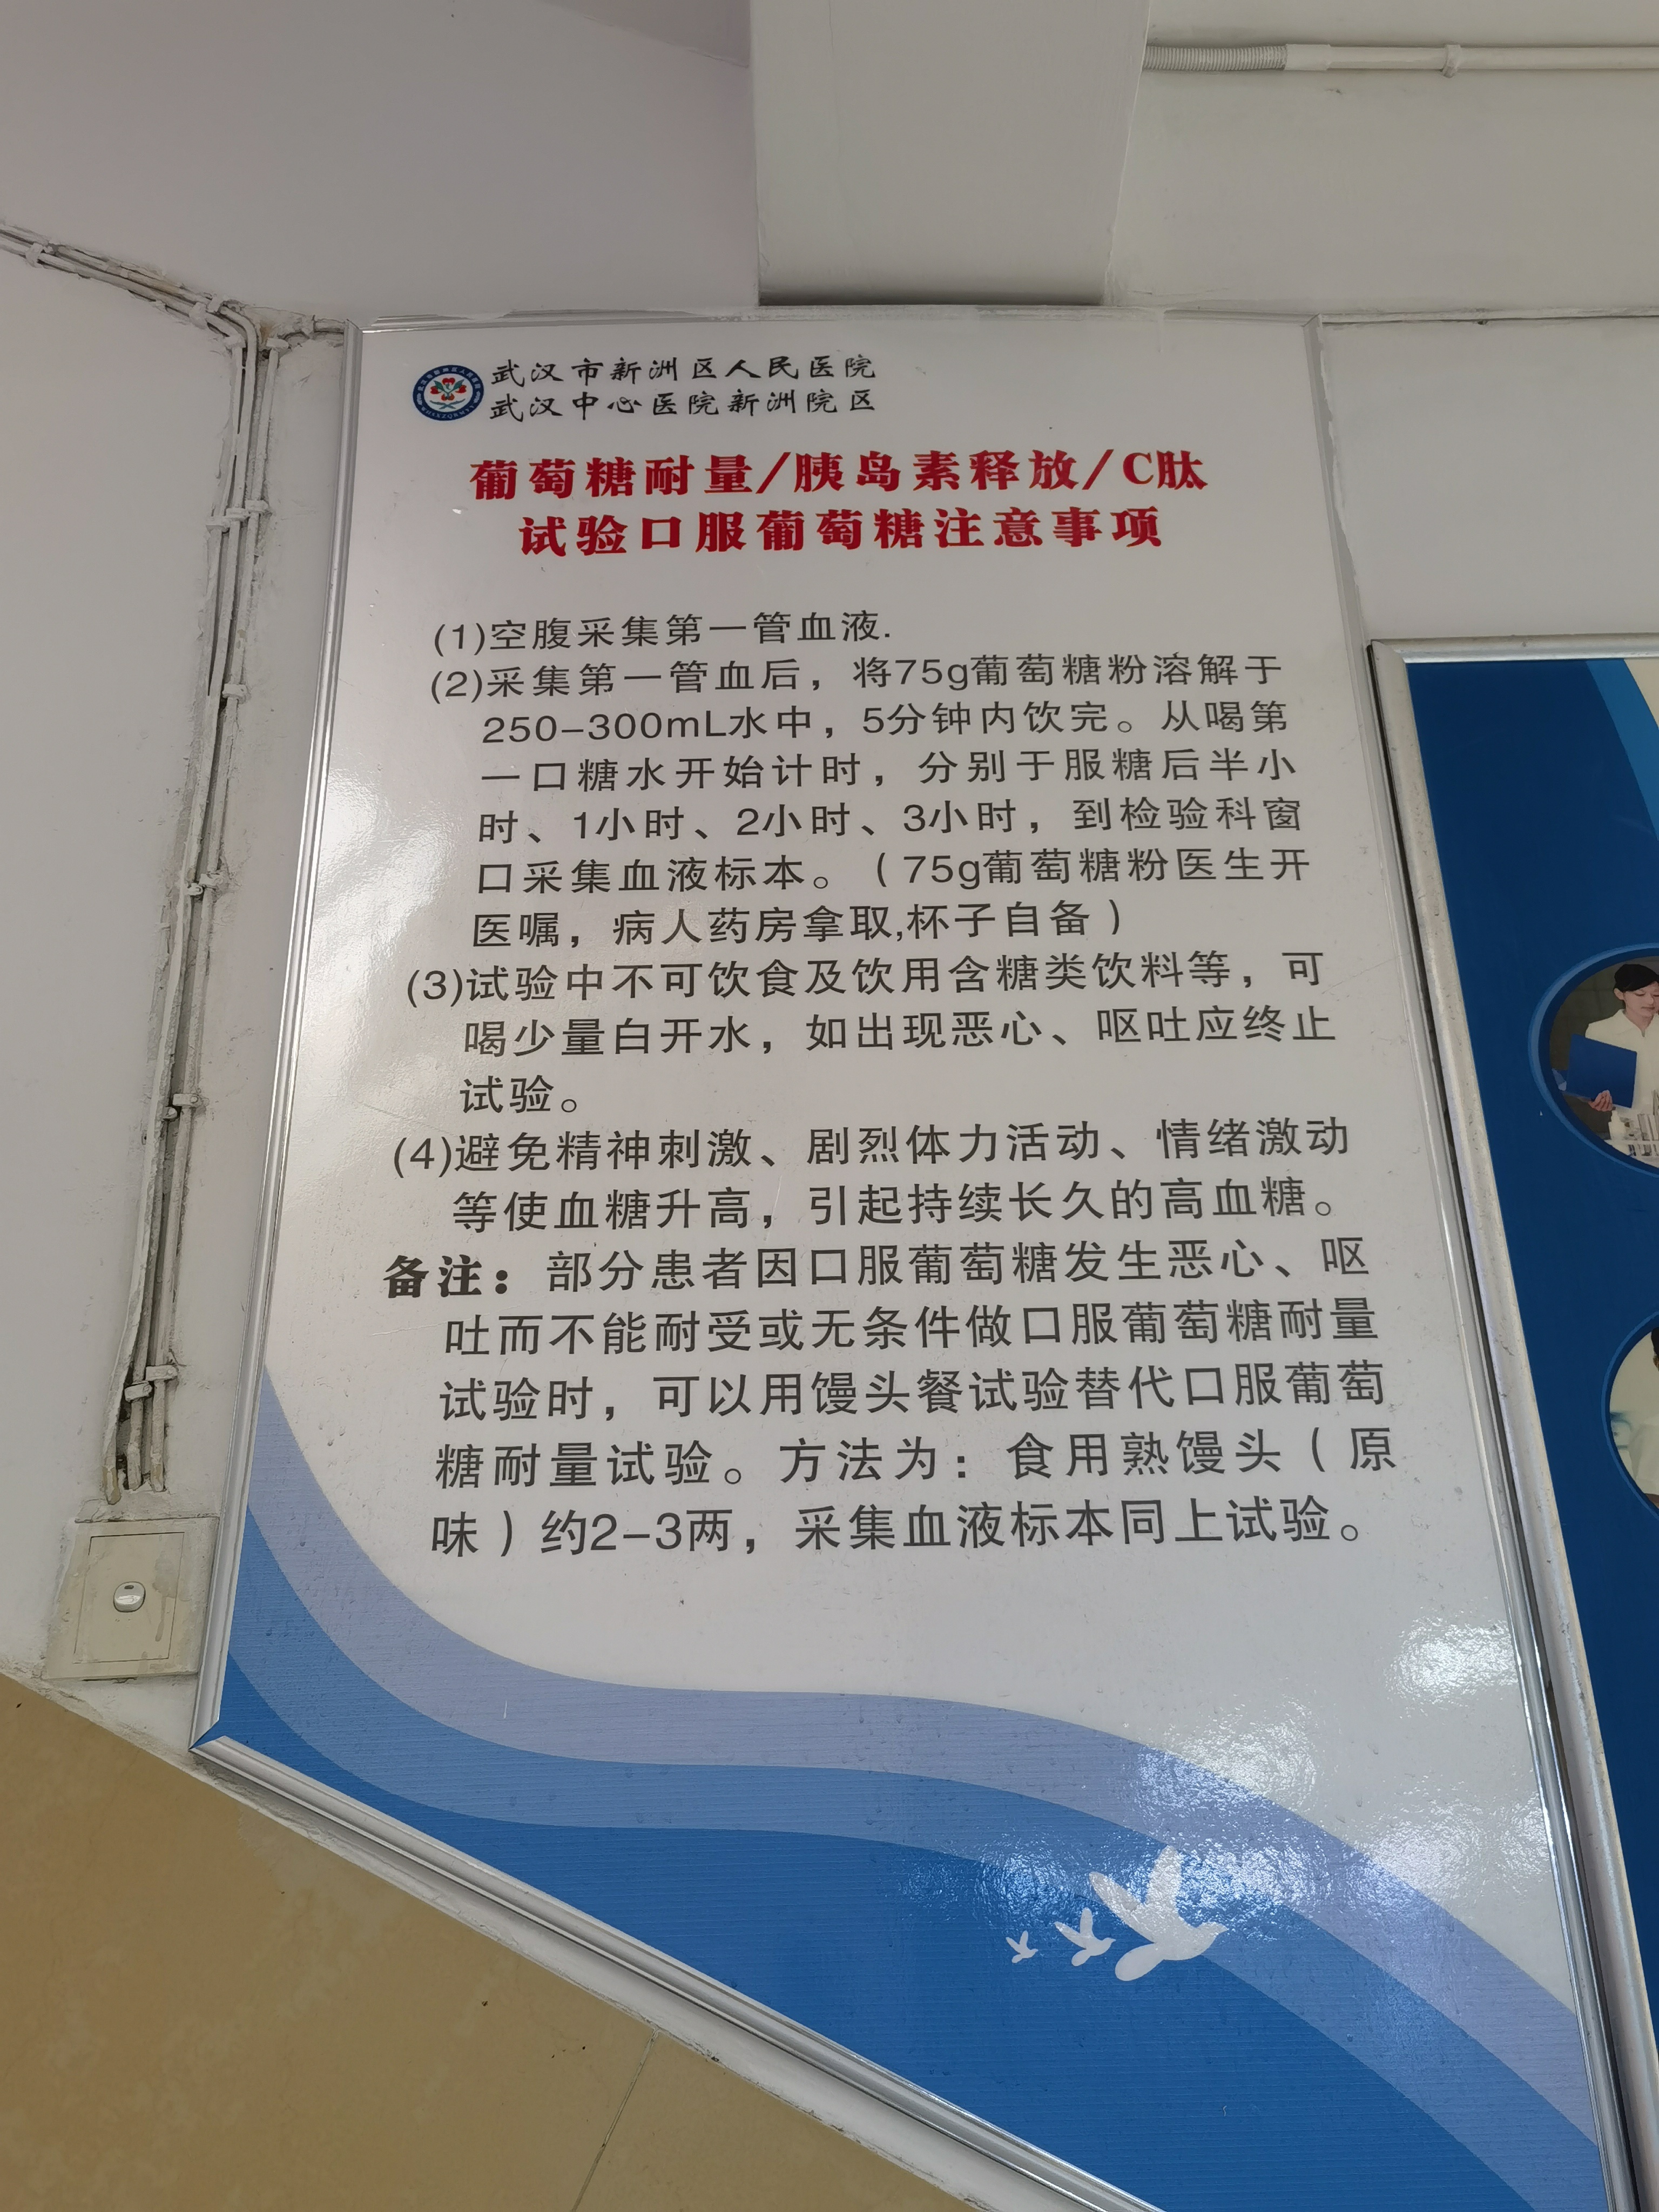 武汉市新洲区人民医院
武汉中心医院新洲院区
葡萄糖耐量/胰岛素释放/C肽
试验口服葡萄糖注意事项
(1)空腹采集第一管血液.
(2)采集第一管血后，将75g葡萄糖粉溶解于
250-300mL水中，5分钟内饮完。从喝第
一口糖水开始计时，分别于服糖后半小
时、1小时、2小时、3小时，到检验科窗
口采集血液标本。（75g葡萄糖粉医生开
医嘱，病人药房拿取,杯子自备）
(3)试验中不可饮食及饮用含糖类饮料等，可
喝少量白开水，如出现恶心、呕吐应终止
试验。
(4)避免精神刺激、剧烈体力活动、情绪激动
等使血糖升高，引起持续长久的高血糖。
备注：部分患者因口服葡萄糖发生恶心、呕
吐而不能耐受或无条件做口服葡萄糖耐量
试验时，可以用馒头餐试验替代口服葡萄
糖耐量试验。方法为：食用熟馒头（原
味）约2-3两，采集血液标本同上试验。